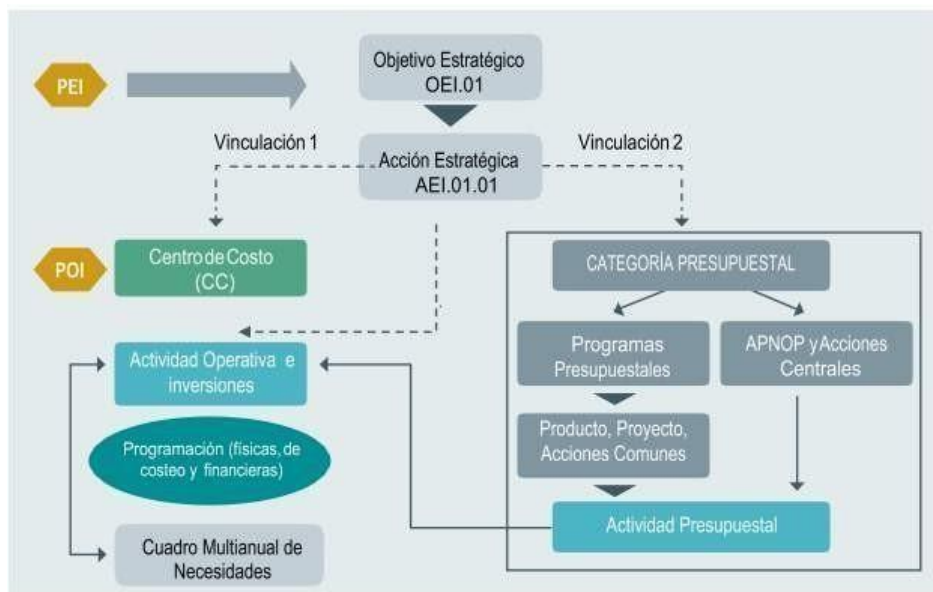 Objetivo Estratégico
OEI.01
PEI
Vinculación 1
Vinculación 2
Acción Estratégica
AEI.01.01
POI
Centro de Costo
(CC)
CATEGORÍA PRESUPUESTAL
Programas
Presupuestales
APNOP y Acciones
Centrales
Actividad Operativa e
inversiones
Producto, Proyecto,
Acciones Comunes
Programación (físicas, de
costeo y financieras)
Actividad Presupuestal
Cuadro Multianual de
Necesidades